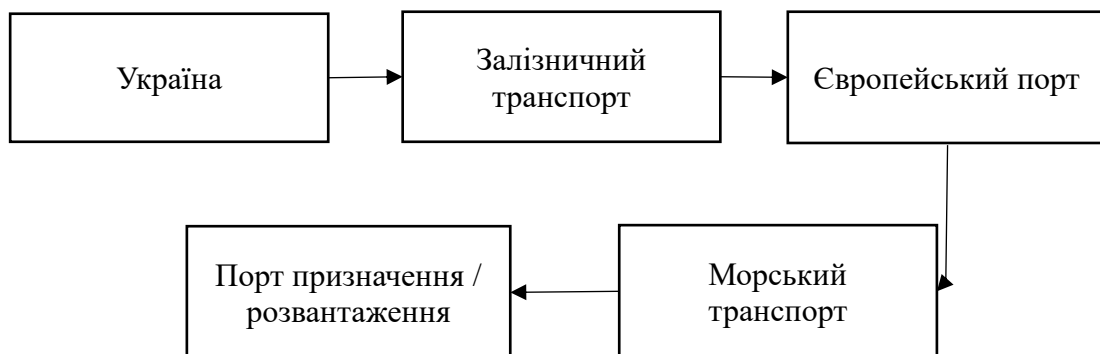 Україна
Залізничний
транспорт
Європейський порт
Морський
транспорт
Порт призначення /
розвантаження